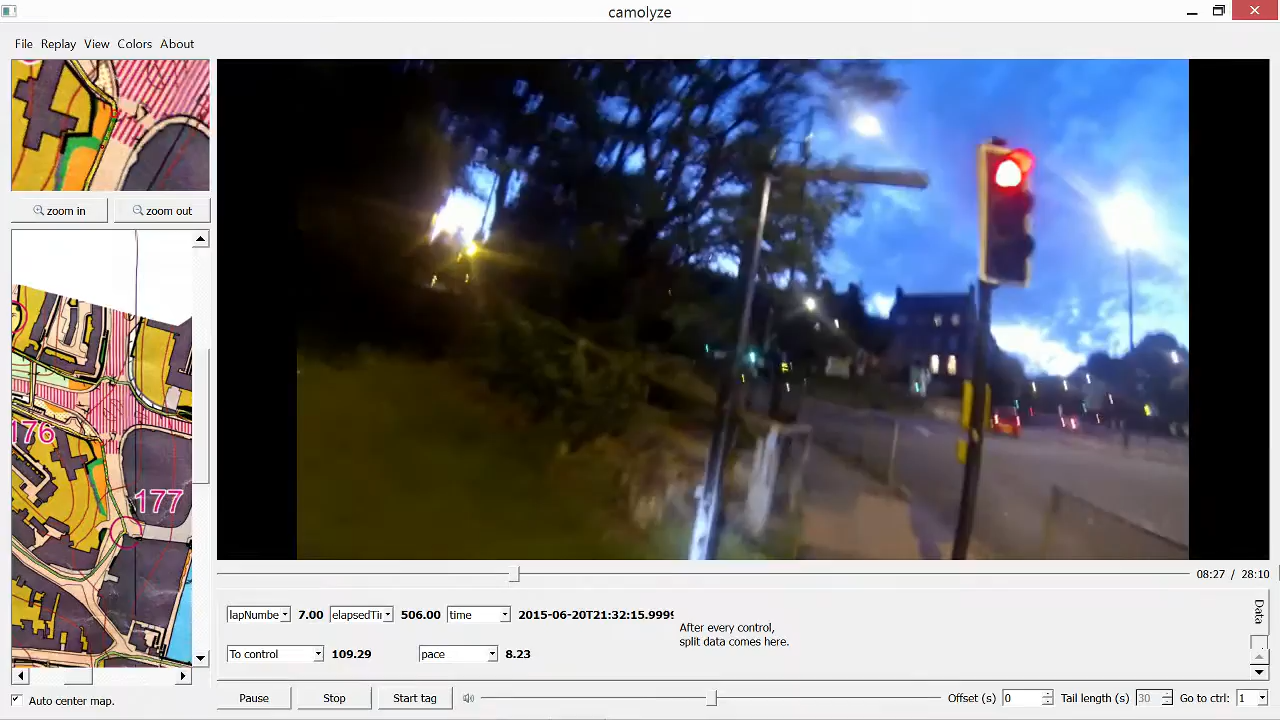 camolyze
File Replay View Colors About
zoom in zoom out
176
177
08:27 / 28:10
lapNumbe 7.00 elapsedTi 506.00 time 2015-06-20T21:32:15.999
After every control,
split data comes here.
To control 109.29 pace 8.23
Data
Auto center map.
Pause Stop Start tag Offset (s) 0 Tail length (s) 30 Go to ctrl: 1